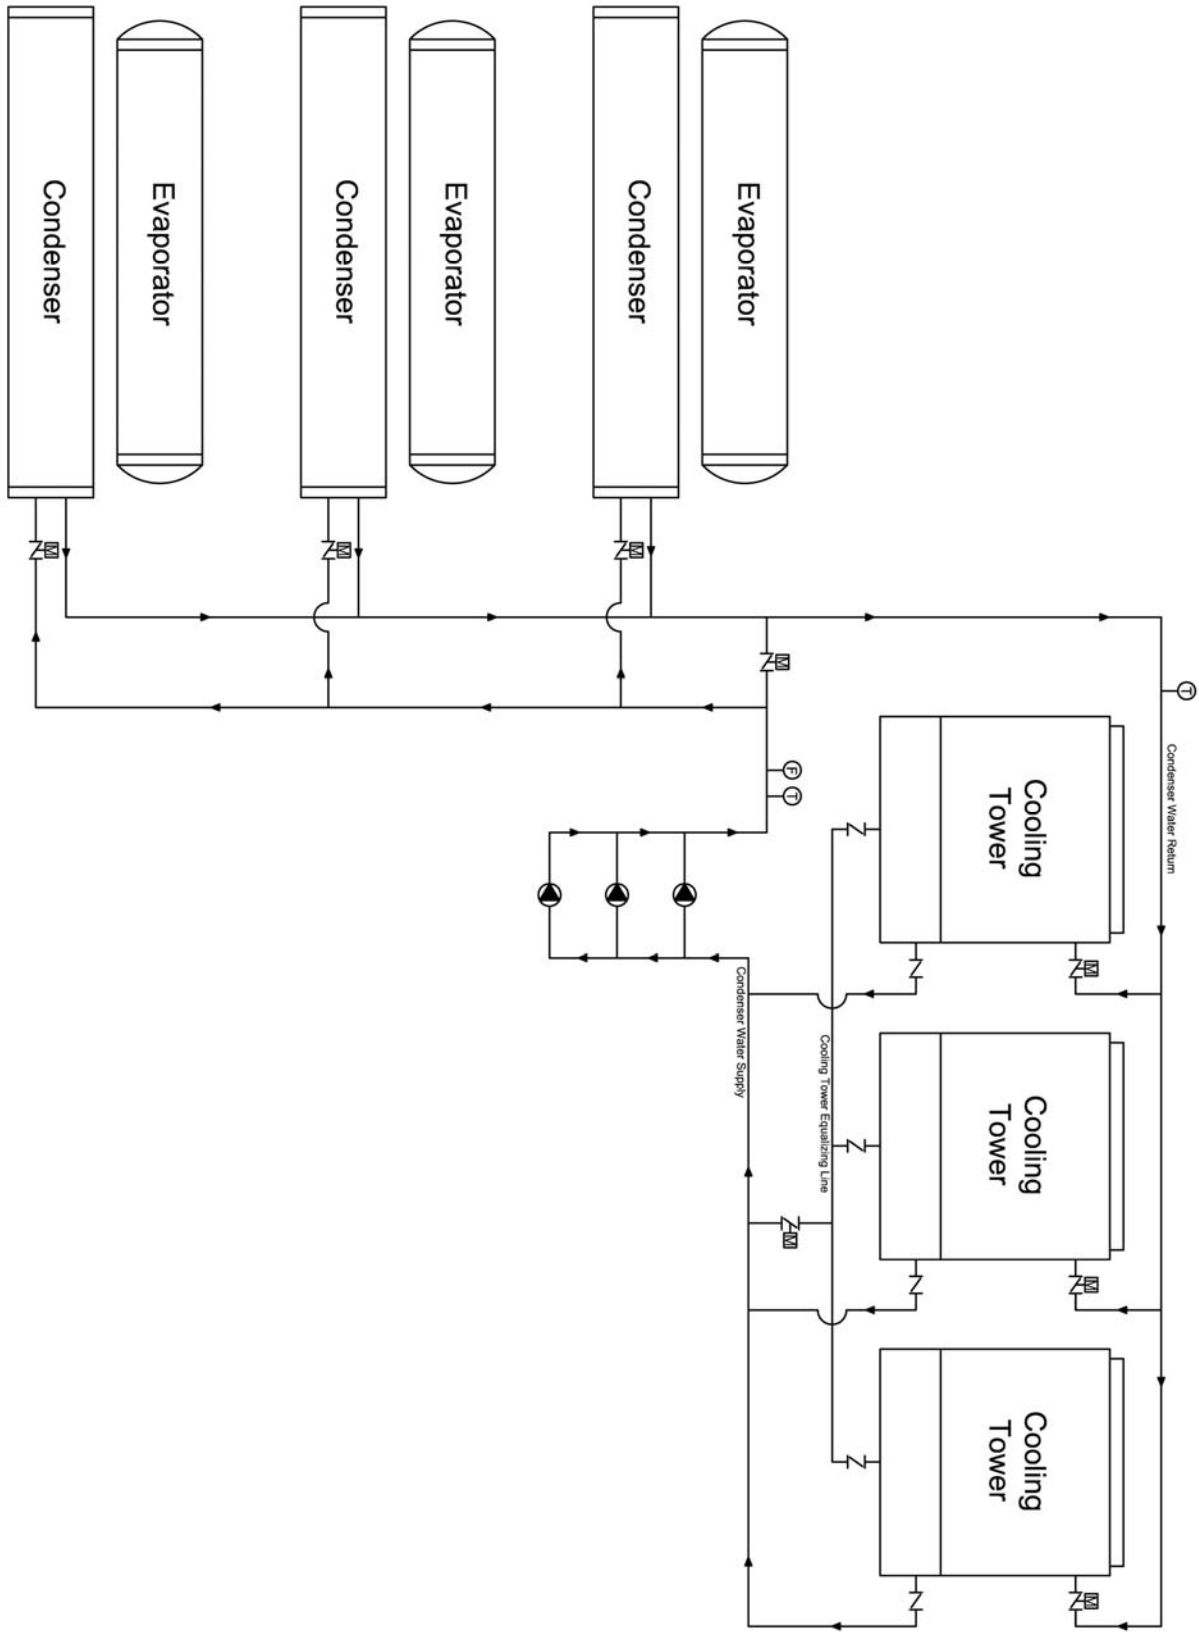 Condenser
Evaporator
Condenser
Evaporator
Condenser
Evaporator
M
M
M
M
T
F
T
Condenser Water Return
Cooling
Tower
M
Condenser Water Supply
Cooling Tower Equalizing Line
Cooling
Tower
M
M
Cooling
Tower
M